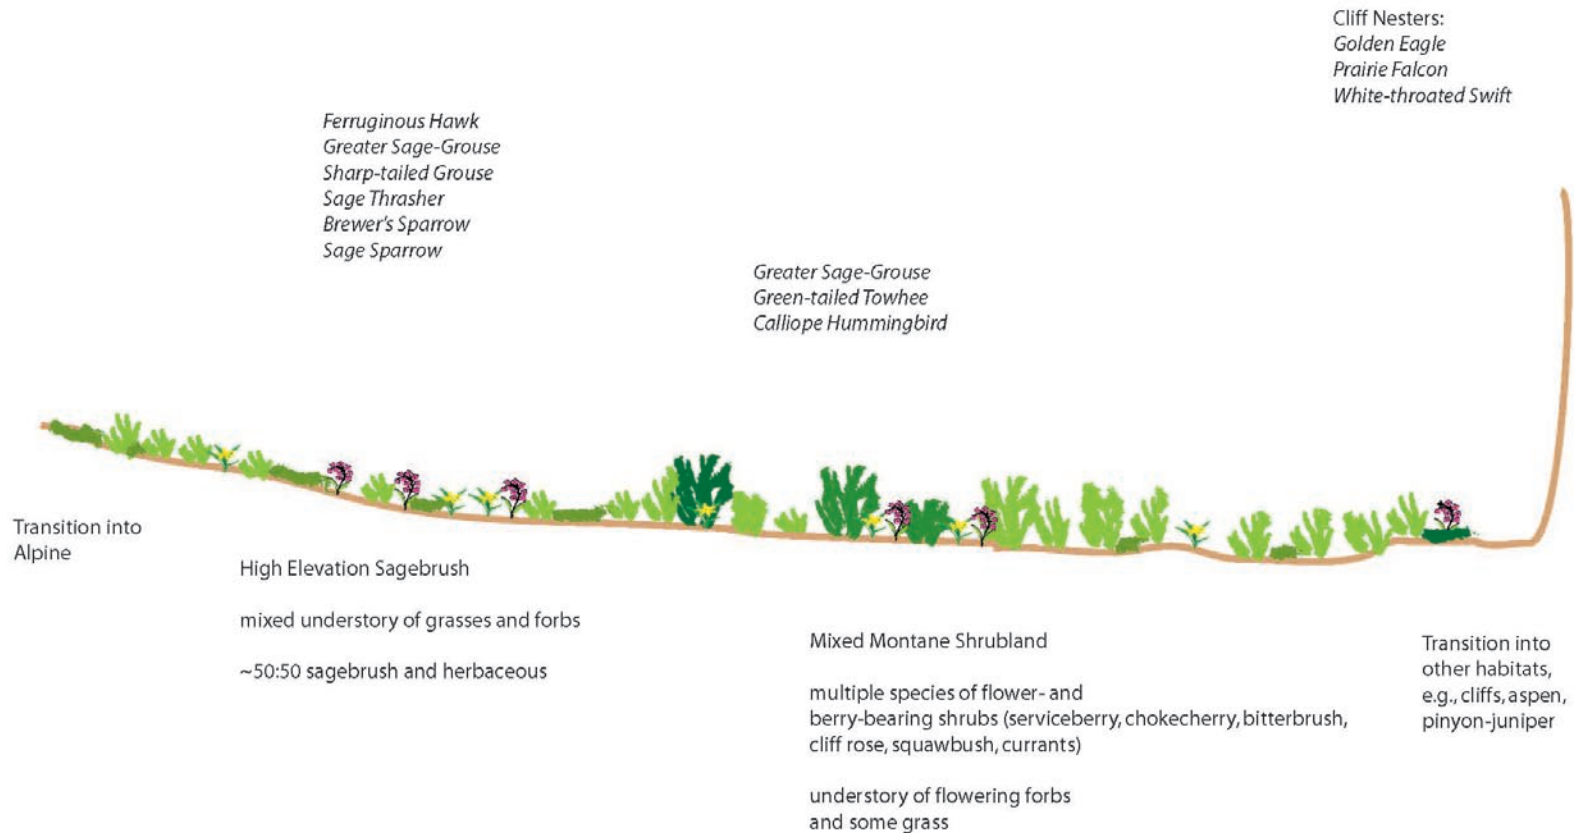 Cliff Nesters:
Golden Eagle
Prairie Falcon
White-throated Swift
Ferruginous Hawk
Greater Sage-Grouse
Sharp-tailed Grouse
Sage Thrasher
Brewer's Sparrow
Sage Sparrow
Greater Sage-Grouse
Green-tailed Towhee
Calliope Hummingbird
Transition into
Alpine
High Elevation Sagebrush
mixed understory of grasses and forbs
~50:50 sagebrush and herbaceous
Mixed Montane Shrubland
multiple species of flower- and
berry-bearing shrubs (serviceberry, chokecherry, bitterbrush,
cliff rose, squawbush, currants)
understory of flowering forbs
and some grass
Transition into
other habitats,
e.g., cliffs, aspen,
pinyon-juniper